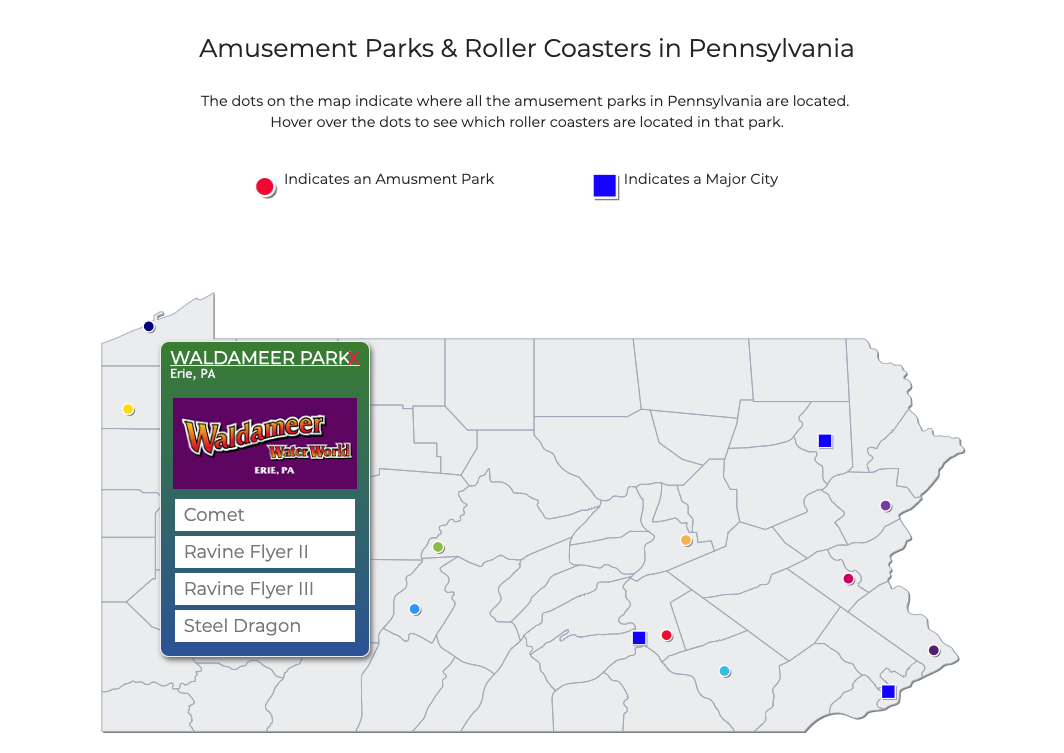 Amusement Parks & Roller Coasters in Pennsylvania
The dots on the map indicate where all the amusement parks in Pennsylvania are located.
Hover over the dots to see which roller coasters are located in that park.
Indicates an Amusment Park
Indicates a Major City
WALDAMEER PARK X
Erie, PA
Waldameer
Water World
ERIE, PA
Comet
Ravine Flyer II
Ravine Flyer III
Steel Dragon